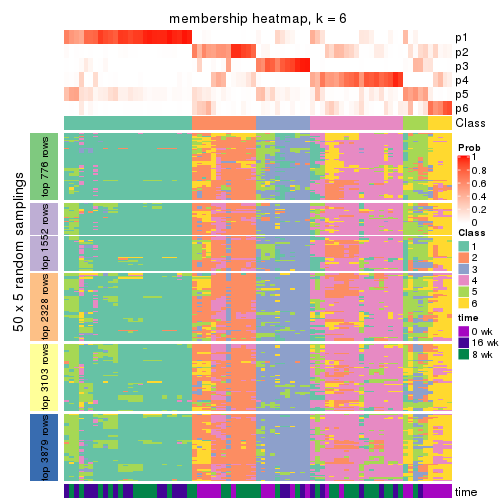 membership heatmap, k = 6
p1
p2
p3
p4
p5
p6
Class
50 x 5 random samplings
top 776 rows
top 1552 rows
top 2328 rows
top 3103 rows
top 3879 rows
time
Prob
1
0.8
0.6
0.4
0.2
0
Class
1
2
3
4
5
6
time
0 wk
16 wk
8 wk